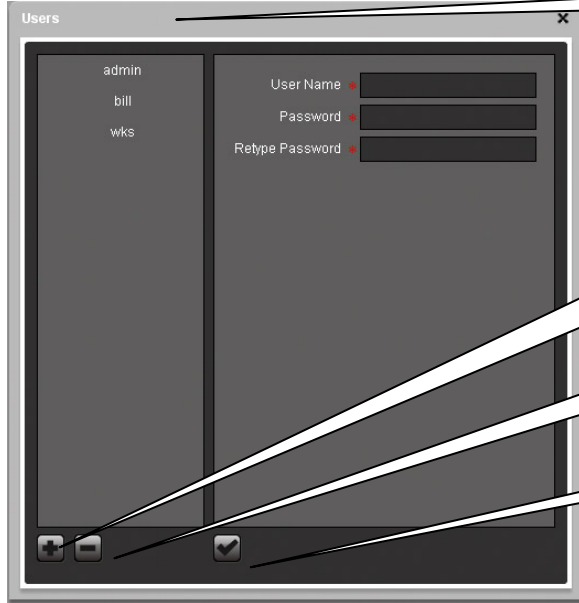 Users
admin
bill
wks
User Name *
Password *
Retype Password *